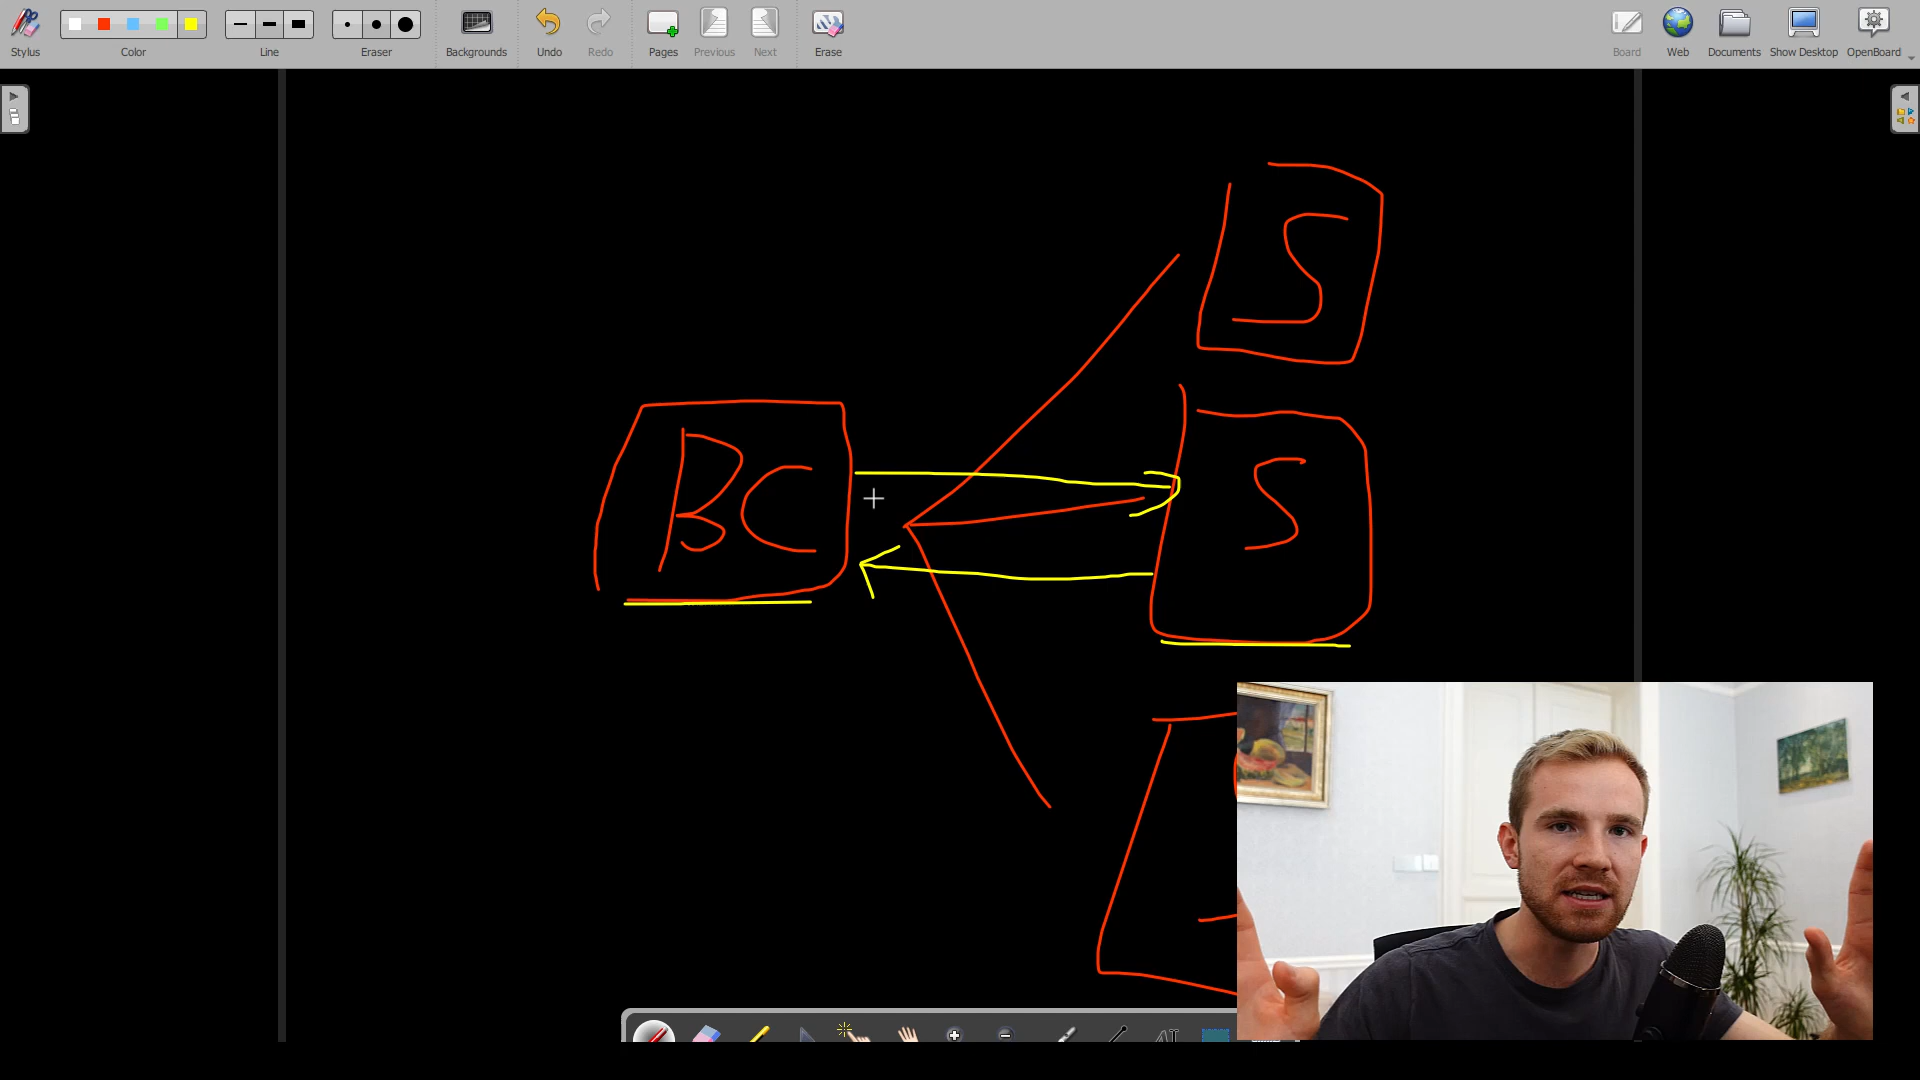 Stylus Color Line Eraser Backgrounds Undo Redo Pages Previous Next Erase Board Web Documents Show Desktop OpenBoard
S
BC
S